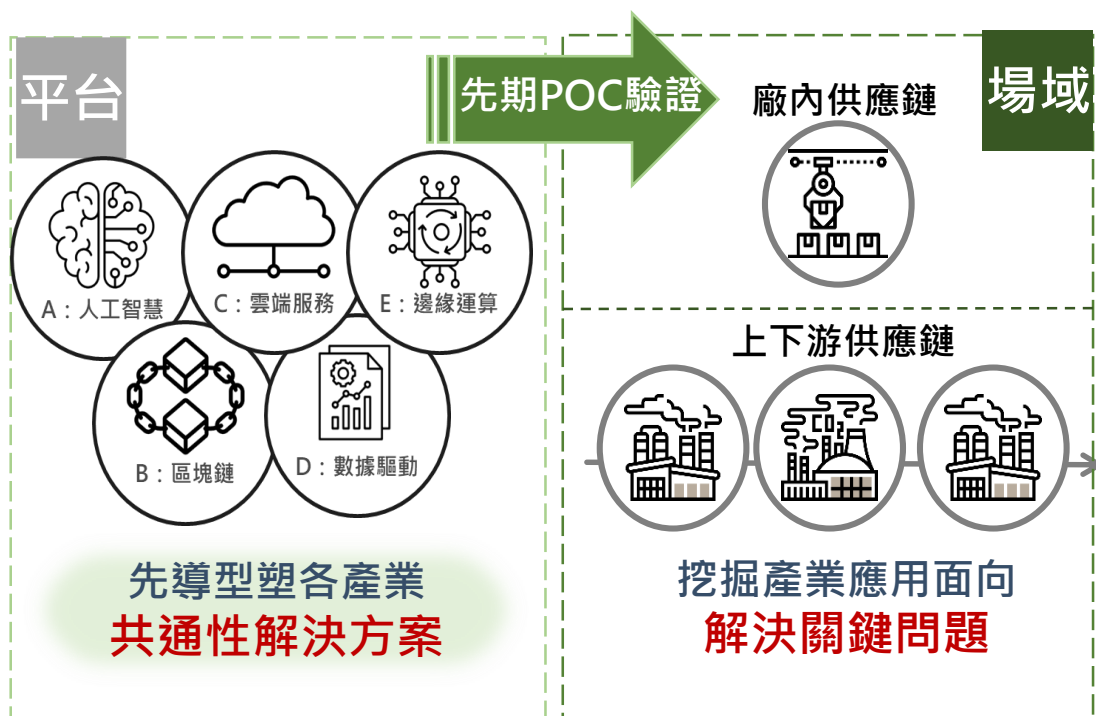 平台
先期POC驗證
場域
廠內供應鏈
A：人工智慧
C：雲端服務
E：邊緣運算
B：區塊鏈
D：數據驅動
上下游供應鏈
先導型塑各產業
共通性解決方案
挖掘產業應用面向
解決關鍵問題